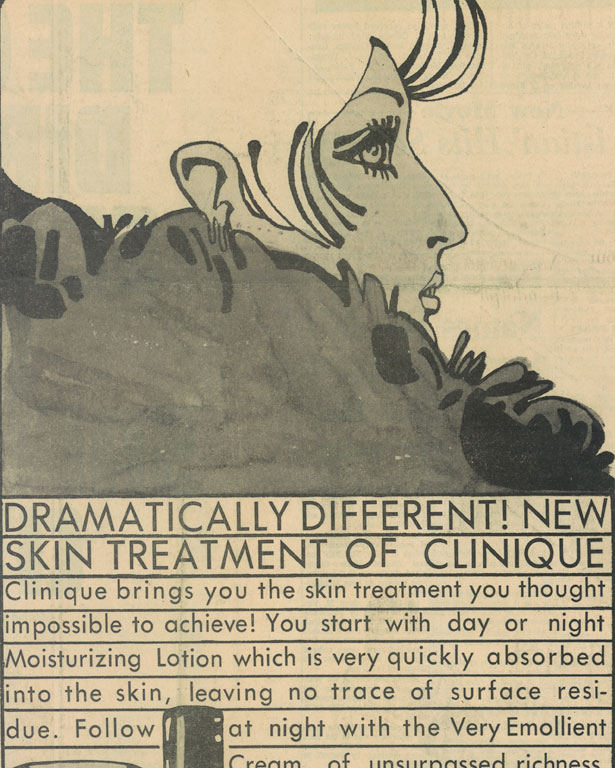 DRAMATICALLY DIFFERENT! NEW
SKIN TREATMENT OF CLINIQUE
Clinique brings you the skin treatment you thought
impossible to achieve! You start with day or night
Moisturizing Lotion which is very quickly absorbed
into the skin, leaving no trace of surface resi-
due. Follow at night with the Very Emollient
Cream of unsurpassed richness